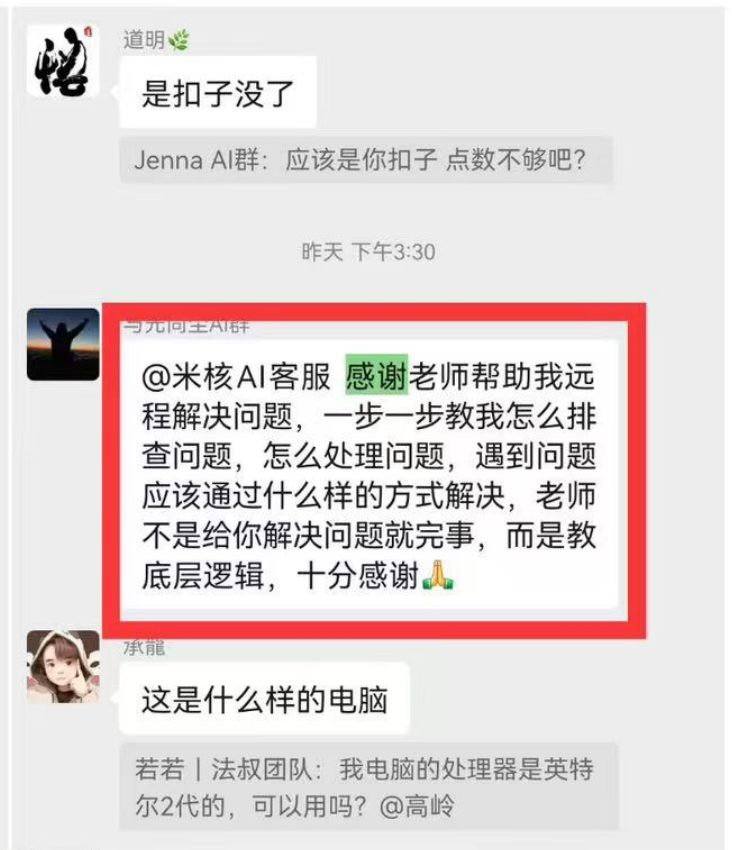 道明🌿
是扣子没了
Jenna AI群：应该是你扣子 点数不够吧？
昨天 下午3:30
@米核AI客服 感谢老师帮助我远
程解决问题，一步一步教我怎么排
查问题，怎么处理问题，遇到问题
应该通过什么样的方式解决，老师
不是给你解决问题就完事，而是教
底层逻辑，十分感谢🙏
承龍
这是什么样的电脑
若若丨法叔团队：我电脑的处理器是英特
尔2代的，可以用吗？@高岭